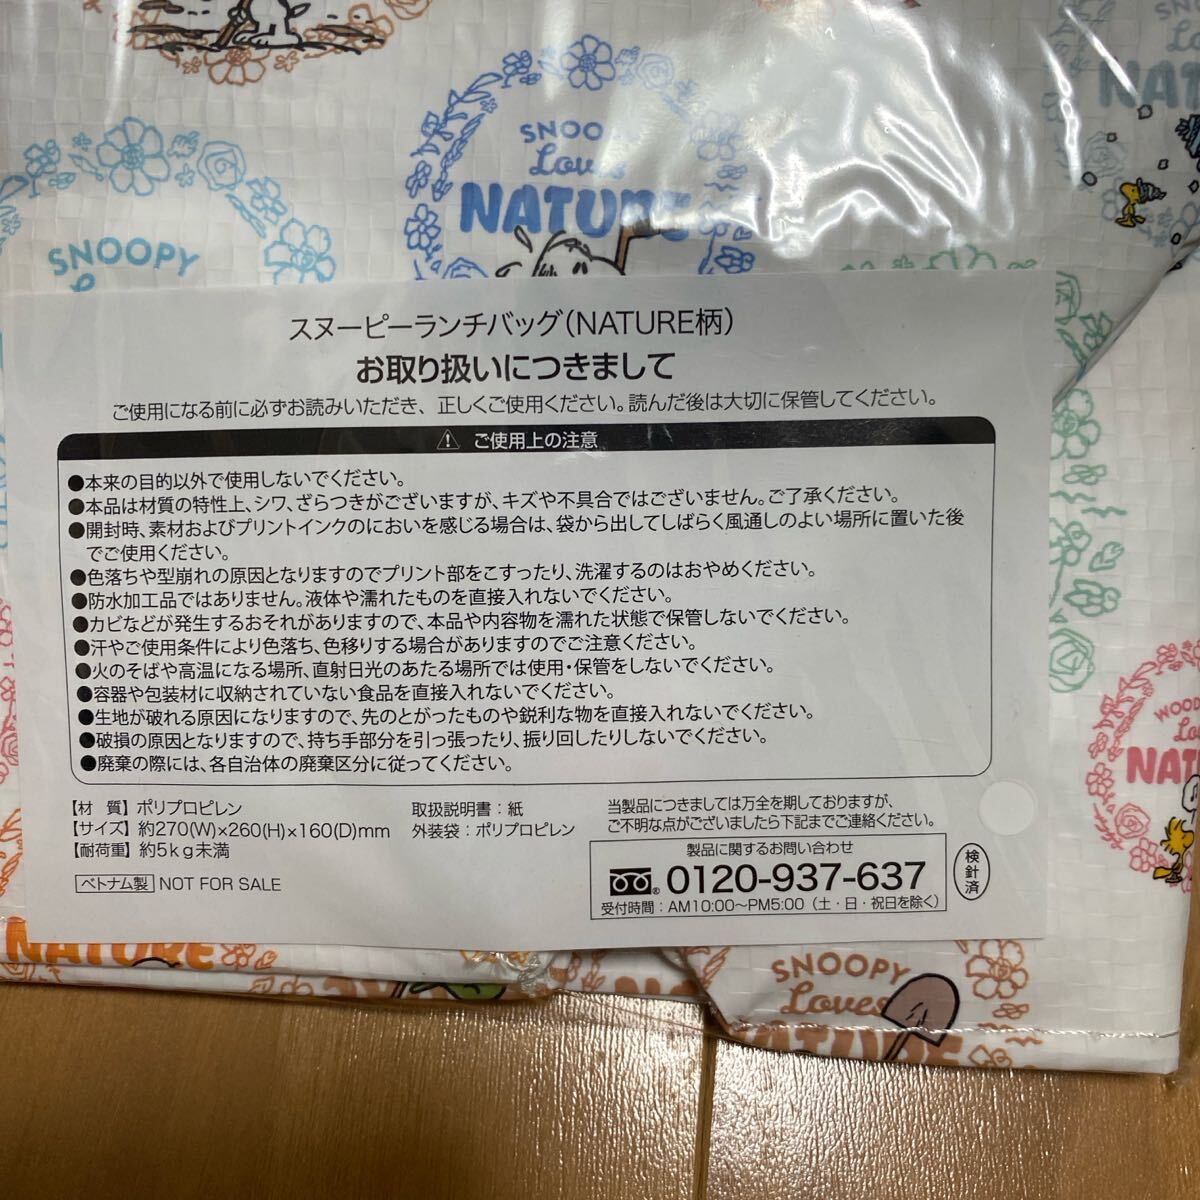 SNOOPY
Loves
NATURE
SNOOPY
SNOOPY
スヌーピーランチバッグ(NATURE柄)
お取り扱いにつきまして
ご使用になる前に必ずお読みいただき、正しくご使用ください。読んだ後は大切に保管してください。
⚠ ご使用上の注意
●本来の目的以外で使用しないでください。
●本品は材質の特性上、シワ、ざらつきがございますが、キズや不具合ではございません。ご了承ください。
●開封時、素材およびプリントインクのにおいを感じる場合は、袋から出してしばらく風通しのよい場所に置いた後
でご使用ください。
●色落ちや型崩れの原因となりますのでプリント部をこすったり、洗濯するのはおやめください。
●防水加工品ではありません。液体や濡れたものを直接入れないでください。
●カビなどが発生するおそれがありますので、本品や内容物を濡れた状態で保管しないでください。
●汗やご使用条件により色落ち、色移りする場合がありますのでご注意ください。
●火のそばや高温になる場所、直射日光のあたる場所では使用・保管をしないでください。
●容器や包装材に収納されていない食品を直接入れないでください。
●生地が破れる原因になりますので、先のとがったものや鋭利な物を直接入れないでください。
●破損の原因となりますので、持ち手部分を引っ張ったり、振り回したりしないでください。
●廃棄の際には、各自治体の廃棄区分に従ってください。
【材 質】ポリプロピレン
【サイズ】約270(W)×260(H)×160(D)mm
【耐荷重】約5kg未満
ベトナム製 NOT FOR SALE
取扱説明書：紙
外装袋：ポリプロピレン
当製品につきましては万全を期しておりますが、
ご不明な点がございましたら下記までご連絡ください。
製品に関するお問い合わせ
0120-937-637
受付時間：AM10:00～PM5:00（土・日・祝日を除く）
検針済
NATURE
SNOOPY
Loves
NATURE